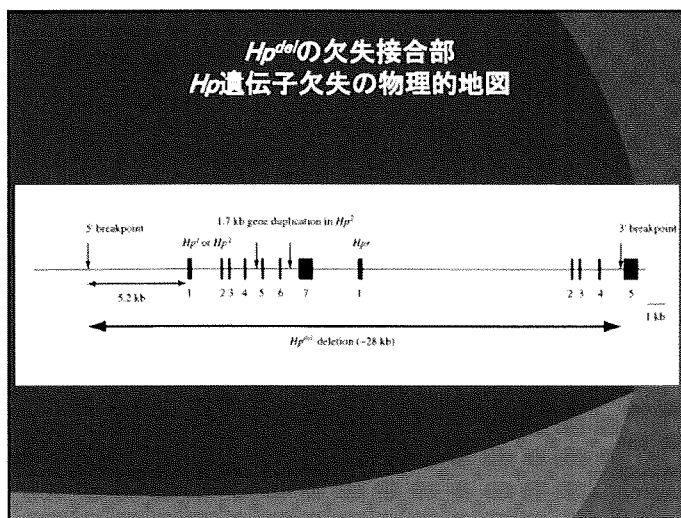 Hp^delの欠失接合部
Hp遺伝子欠失の物理的地図
1.7 kb gene duplication in Hp²
5' breakpoint
3' breakpoint
Hp¹ or Hp²
Hpr
5.2 kb
1 2 3 4 5 6 7 1 2 3 4 5
1 kb
Hp^del deletion (~28 kb)